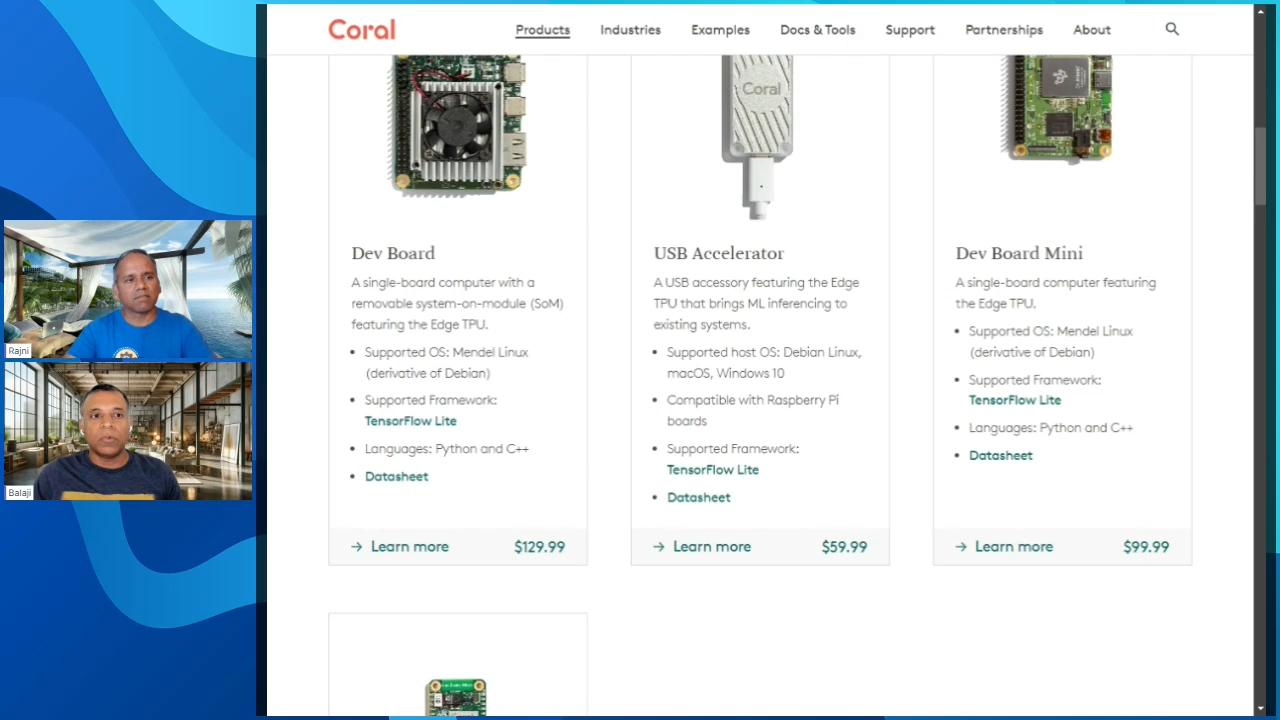 Coral
Products
Industries
Examples
Docs & Tools
Support
Partnerships
About
Coral
Dev Board
A single-board computer with a
removable system-on-module (SoM)
featuring the Edge TPU.
• Supported OS: Mendel Linux
(derivative of Debian)
• Supported Framework:
TensorFlow Lite
• Languages: Python and C++
• Datasheet
→ Learn more
$129.99
USB Accelerator
A USB accessory featuring the Edge
TPU that brings ML inferencing to
existing systems.
• Supported host OS: Debian Linux,
macOS, Windows 10
• Compatible with Raspberry Pi
boards
• Supported Framework:
TensorFlow Lite
• Datasheet
→ Learn more
$59.99
Dev Board Mini
A single-board computer featuring
the Edge TPU.
• Supported OS: Mendel Linux
(derivative of Debian)
• Supported Framework:
TensorFlow Lite
• Languages: Python and C++
• Datasheet
→ Learn more
$99.99
Rajni
Balaji